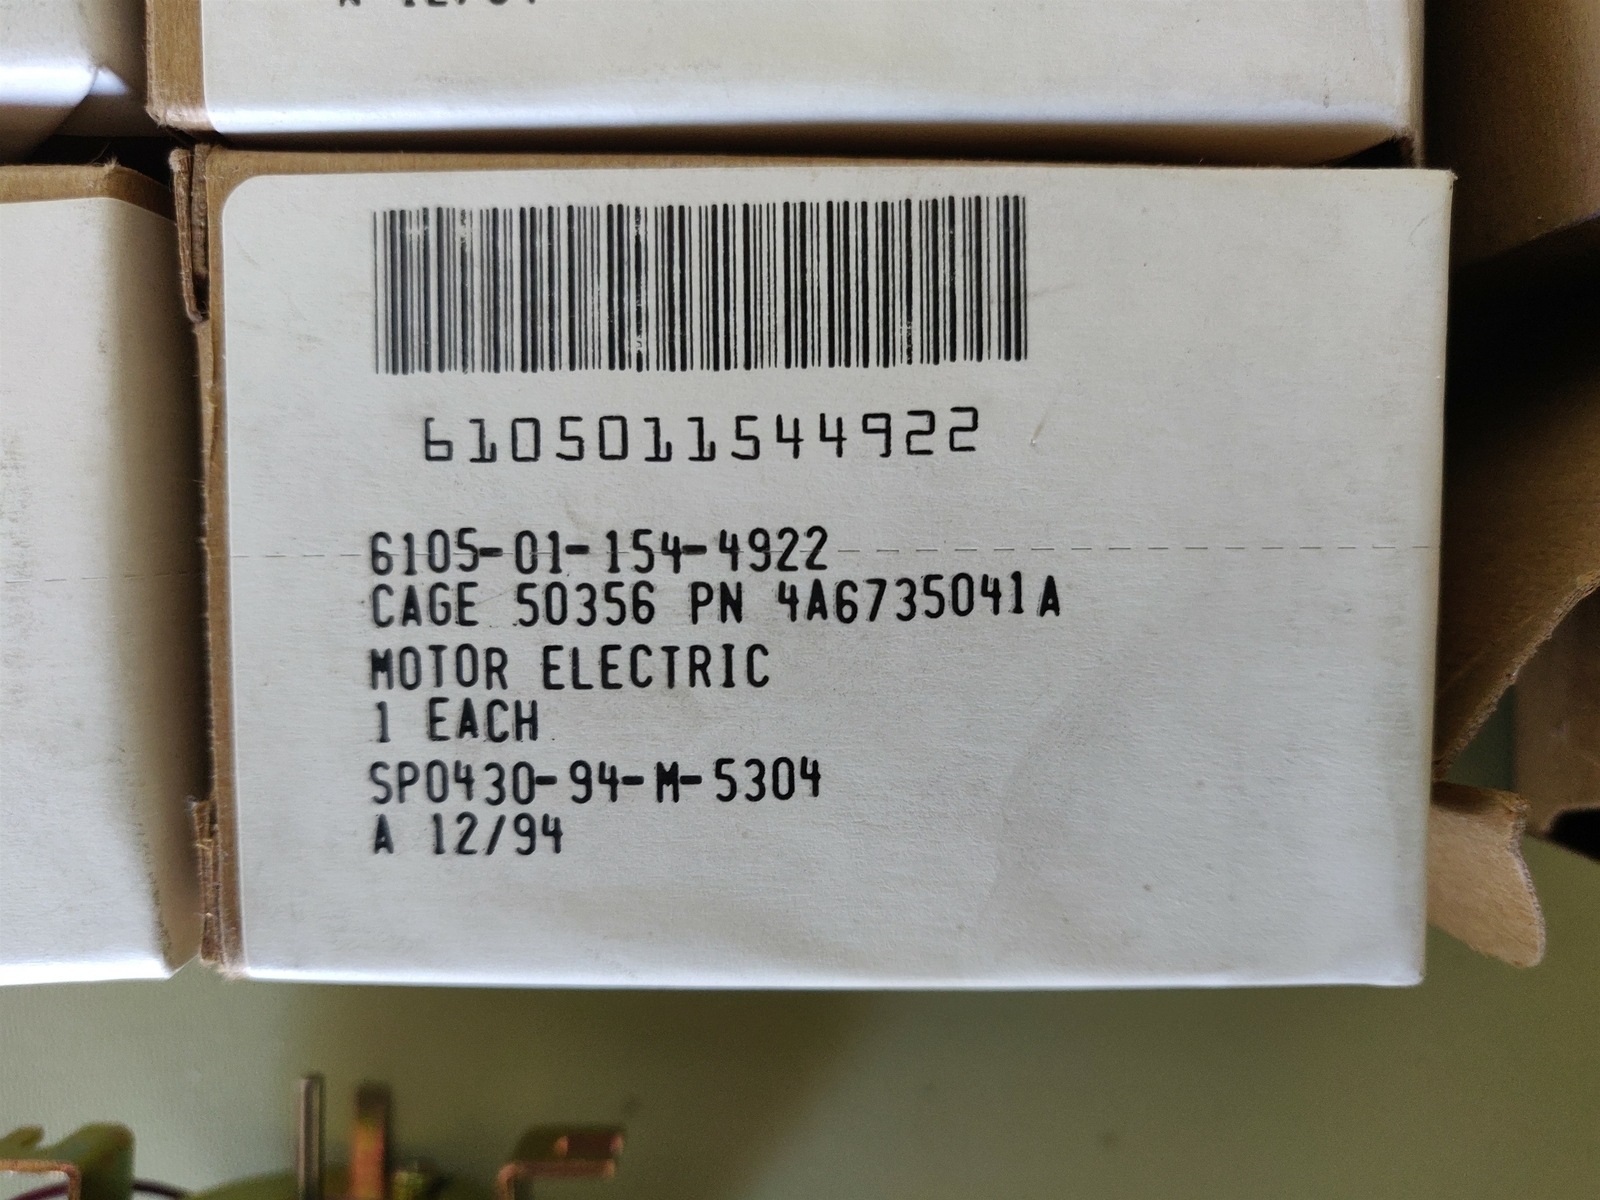 6105011544922
6105-01-154-4922
CAGE 50356 PN 4A6735041A
MOTOR ELECTRIC
1 EACH
SP0430-94-M-5304
A 12/94